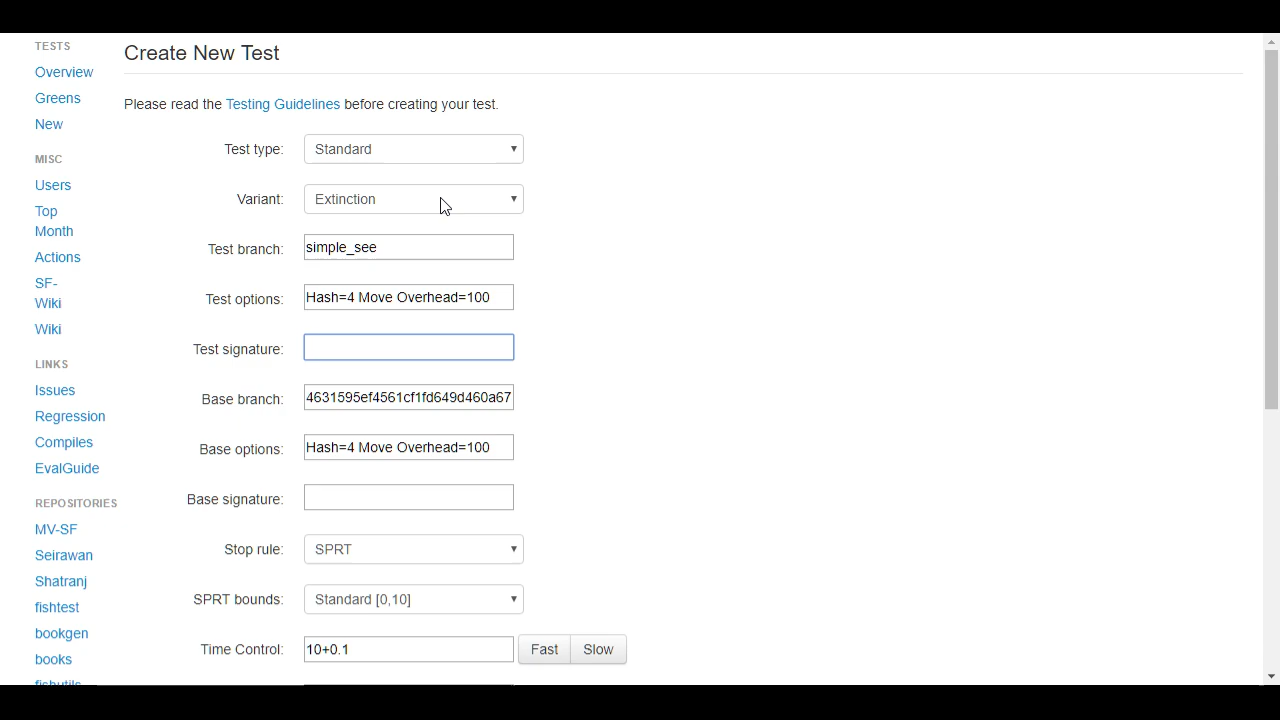 TESTS
Overview
Greens
New
MISC
Users
Top
Month
Actions
SF-
Wiki
Wiki
LINKS
Issues
Regression
Compiles
EvalGuide
REPOSITORIES
MV-SF
Seirawan
Shatranj
fishtest
bookgen
books
fishutils
Create New Test
Please read the Testing Guidelines before creating your test.
Test type: Standard
Variant: Extinction
Test branch: simple_see
Test options: Hash=4 Move Overhead=100
Test signature:
Base branch: 4631595ef4561cf1fd649d460a67
Base options: Hash=4 Move Overhead=100
Base signature:
Stop rule: SPRT
SPRT bounds: Standard [0,10]
Time Control: 10+0.1 Fast Slow